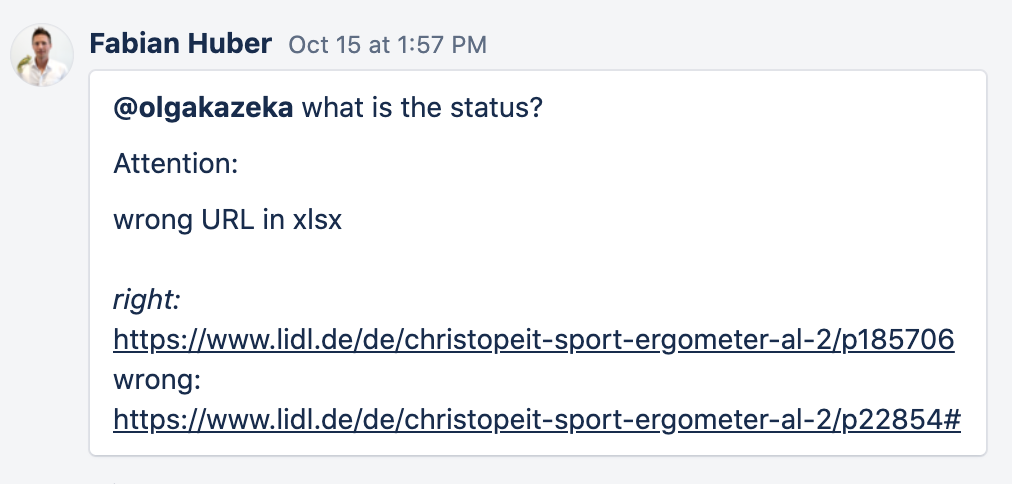 Fabian Huber Oct 15 at 1:57 PM
@olgakazeka what is the status?
Attention:
wrong URL in xlsx
right:
https://www.lidl.de/de/christopeit-sport-ergometer-al-2/p185706
wrong:
https://www.lidl.de/de/christopeit-sport-ergometer-al-2/p22854#